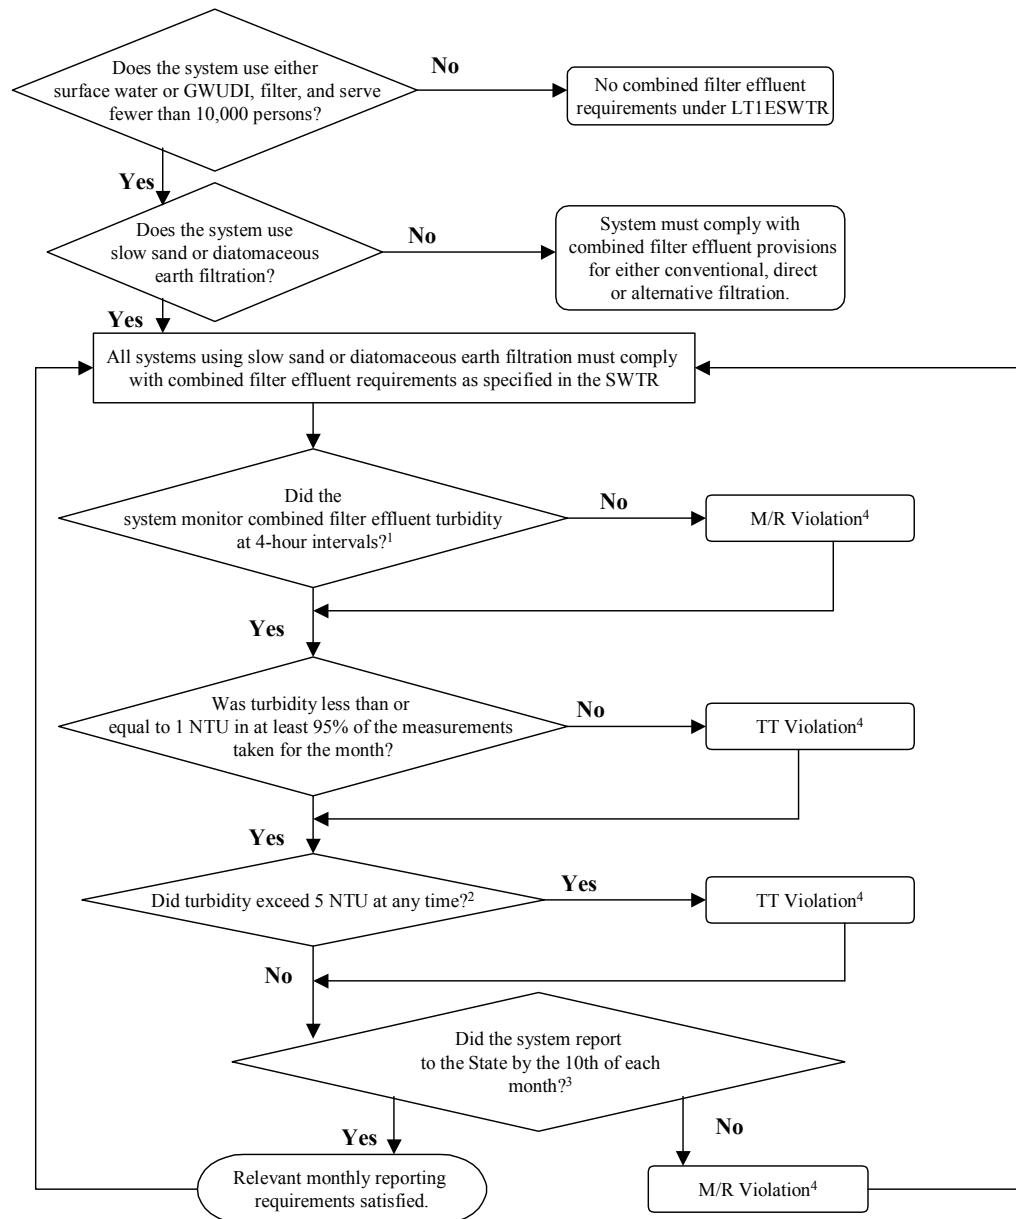 Does the system use either
surface water or GWUDI, filter, and serve
fewer than 10,000 persons?
No
No combined filter effluent
requirements under LT1ESWTR
Yes
Does the system use
slow sand or diatomaceous
earth filtration?
No
System must comply with
combined filter effluent provisions
for either conventional, direct
or alternative filtration.
Yes
All systems using slow sand or diatomaceous earth filtration must comply
with combined filter effluent requirements as specified in the SWTR
Did the
system monitor combined filter effluent turbidity
at 4-hour intervals?¹
No
M/R Violation⁴
Yes
Was turbidity less than or
equal to 1 NTU in at least 95% of the measurements
taken for the month?
No
TT Violation⁴
Yes
Did turbidity exceed 5 NTU at any time?²
Yes
TT Violation⁴
No
Did the system report
to the State by the 10th of each
month?³
Yes
No
Relevant monthly reporting
requirements satisfied.
M/R Violation⁴